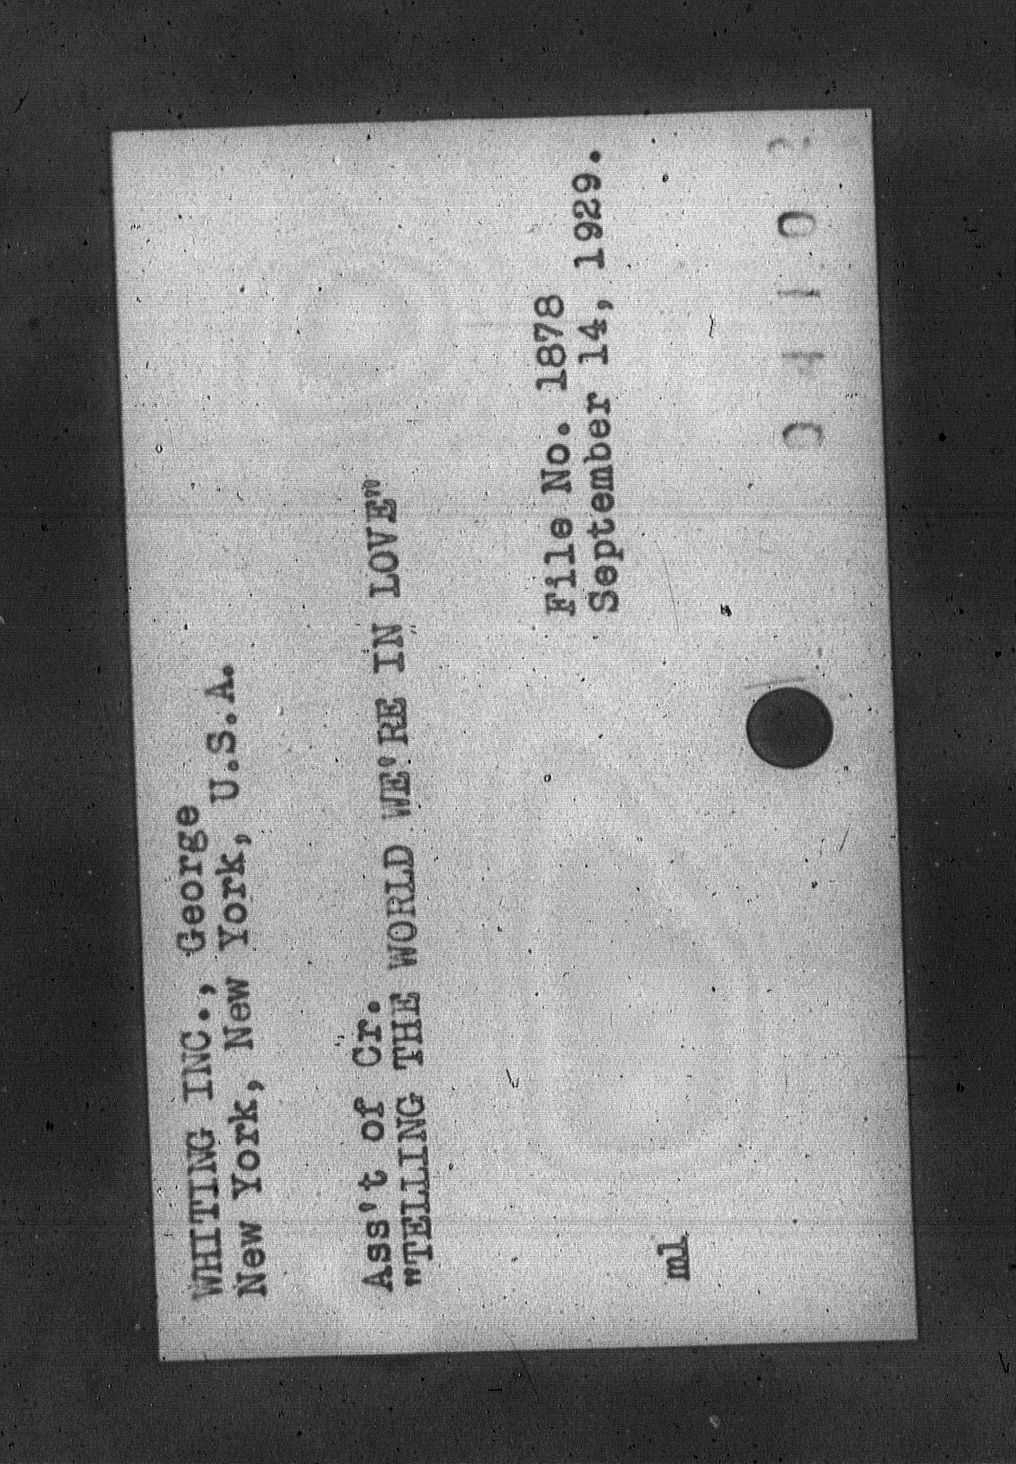 WHITING INC., George
New York, New York, U.S.A.
Ass't of Cr.
"TELLING THE WORLD WE'RE IN LOVE"
File No. 1878
September 14, 1929.
ml